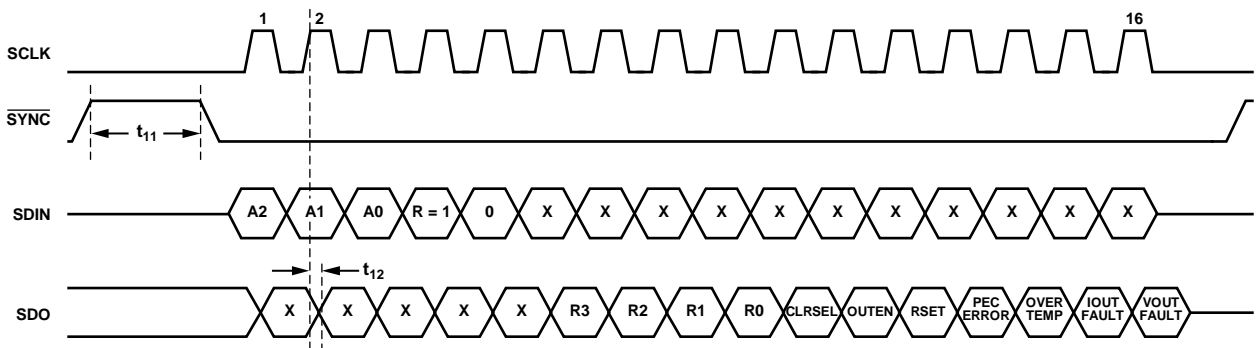 1 2 16
SCLK
SYNC
t11
SDIN A2 A1 A0 R = 1 0 X X X X X X X X X X X
t12
SDO X X X X X R3 R2 R1 R0 CLRSEL OUTEN RSET PEC ERROR OVER TEMP IOUT FAULT VOUT FAULT